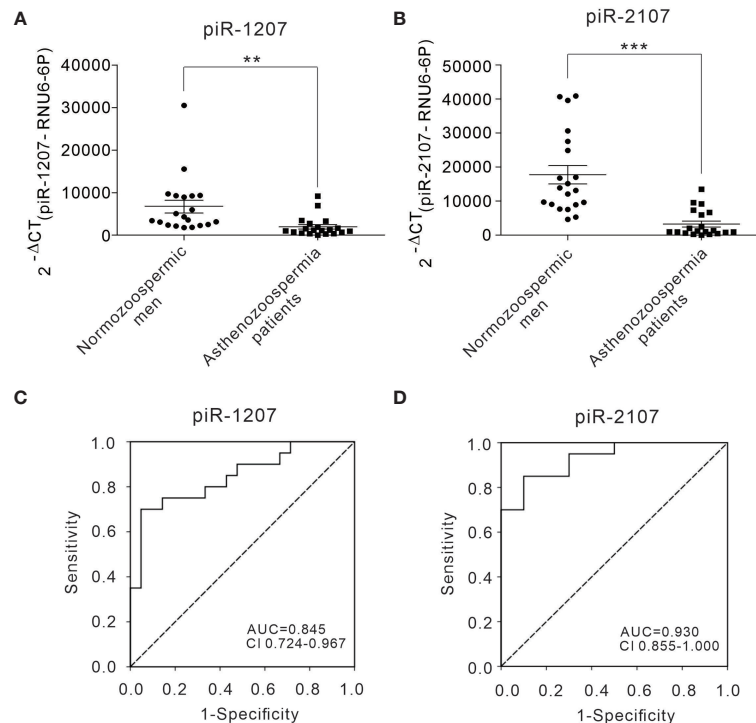 A
piR-1207
2 -ΔCT(piR-1207- RNU6-6P)
40000
30000
20000
10000
0
**
Normozoospermic
men
Asthenozoospermia
patients
B
piR-2107
2 -ΔCT(piR-2107- RNU6-6P)
50000
40000
30000
20000
10000
0
***
Normozoospermic
men
Asthenozoospermia
patients
C
piR-1207
Sensitivity
1.0
0.8
0.6
0.4
0.2
0.0
AUC=0.845
CI 0.724-0.967
0.0 0.2 0.4 0.6 0.8 1.0
1-Specificity
D
piR-2107
Sensitivity
1.0
0.8
0.6
0.4
0.2
0.0
AUC=0.930
CI 0.855-1.000
0.0 0.2 0.4 0.6 0.8 1.0
1-Specificity